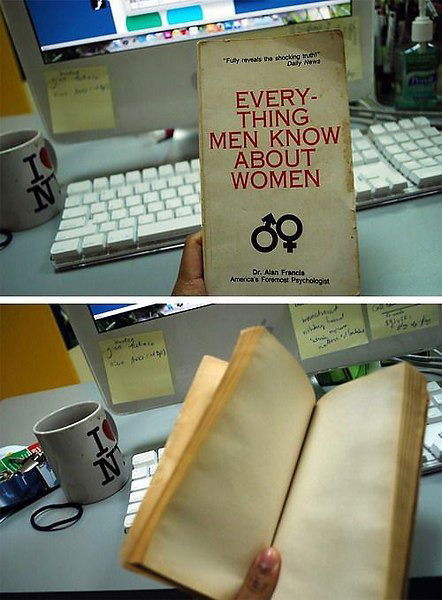 "Fully reveals the shocking truth!"
Daily News
EVERY-
THING
MEN KNOW
ABOUT
WOMEN
Dr. Alan Francis
America's Foremost Psychologist
I
N
I
N